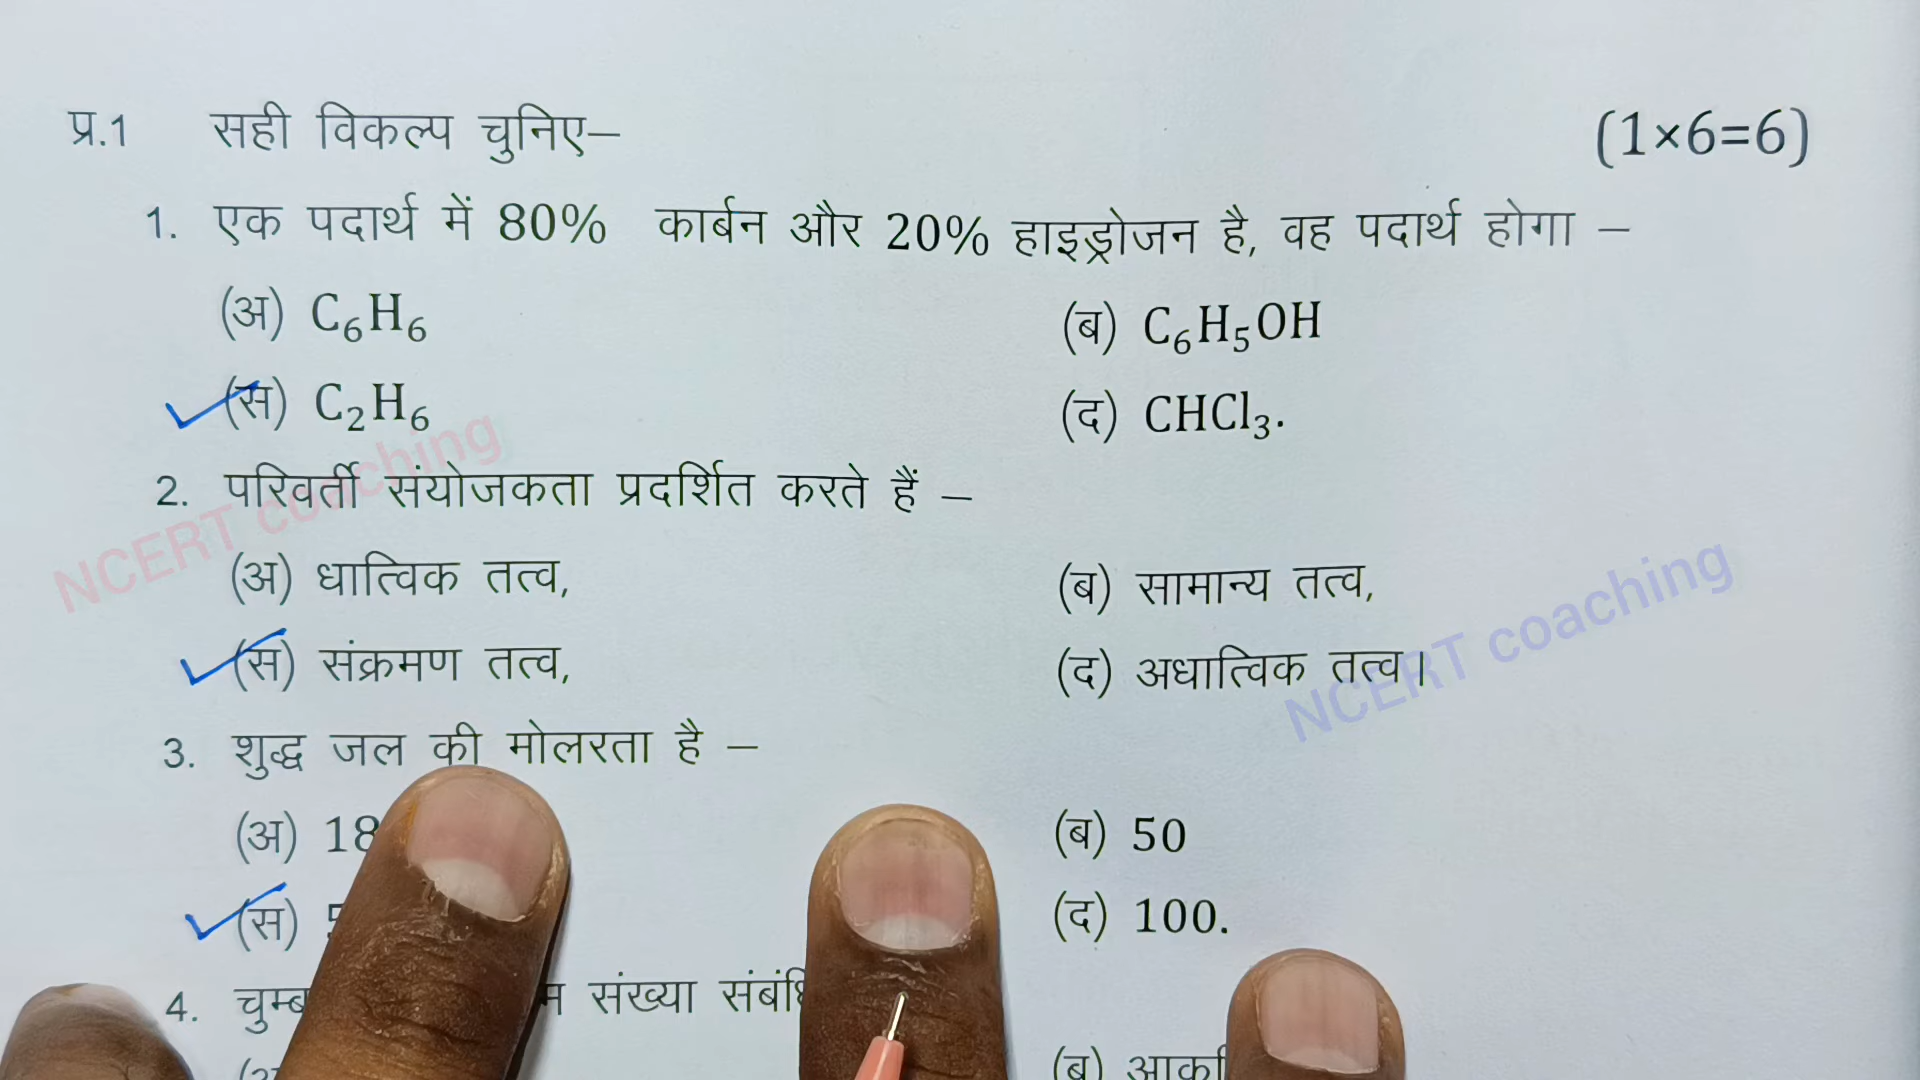 प्र.1 सही विकल्प चुनिए– (1×6=6)
1. एक पदार्थ में 80% कार्बन और 20% हाइड्रोजन है, वह पदार्थ होगा –
(अ) C₆H₆ (ब) C₆H₅OH
(स) C₂H₆ (द) CHCl₃.
2. परिवर्ती संयोजकता प्रदर्शित करते हैं –
(अ) धात्विक तत्व, (ब) सामान्य तत्व,
(स) संक्रमण तत्व, (द) अधात्विक तत्व।
3. शुद्ध जल की मोलरता है –
(अ) 18 (ब) 50
(स) (द) 100.
4. संख्या
(ब)
NCERT coaching
NCERT coaching